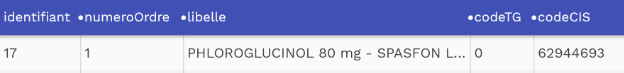 identifiant •numeroOrdre •libelle •codeTG •codeCIS
17 1 PHLOROGLUCINOL 80 mg - SPASFON L... 0 62944693